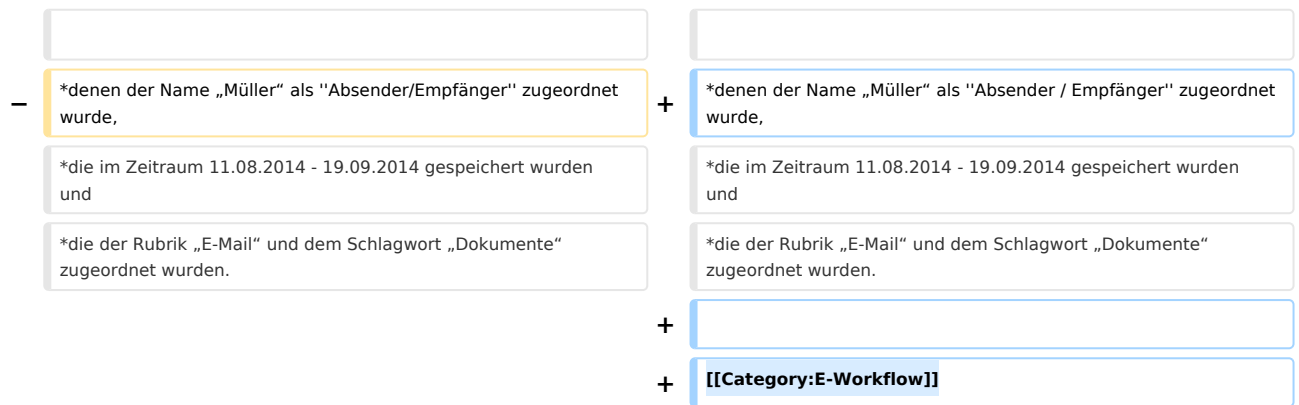 − *denen der Name „Müller“ als ''Absender/Empfänger'' zugeordnet
wurde,
+ *denen der Name „Müller“ als ''Absender / Empfänger'' zugeordnet
wurde,
*die im Zeitraum 11.08.2014 - 19.09.2014 gespeichert wurden
und
*die im Zeitraum 11.08.2014 - 19.09.2014 gespeichert wurden
und
*die der Rubrik „E-Mail“ und dem Schlagwort „Dokumente“
zugeordnet wurden.
*die der Rubrik „E-Mail“ und dem Schlagwort „Dokumente“
zugeordnet wurden.
+
+ [[Category:E-Workflow]]